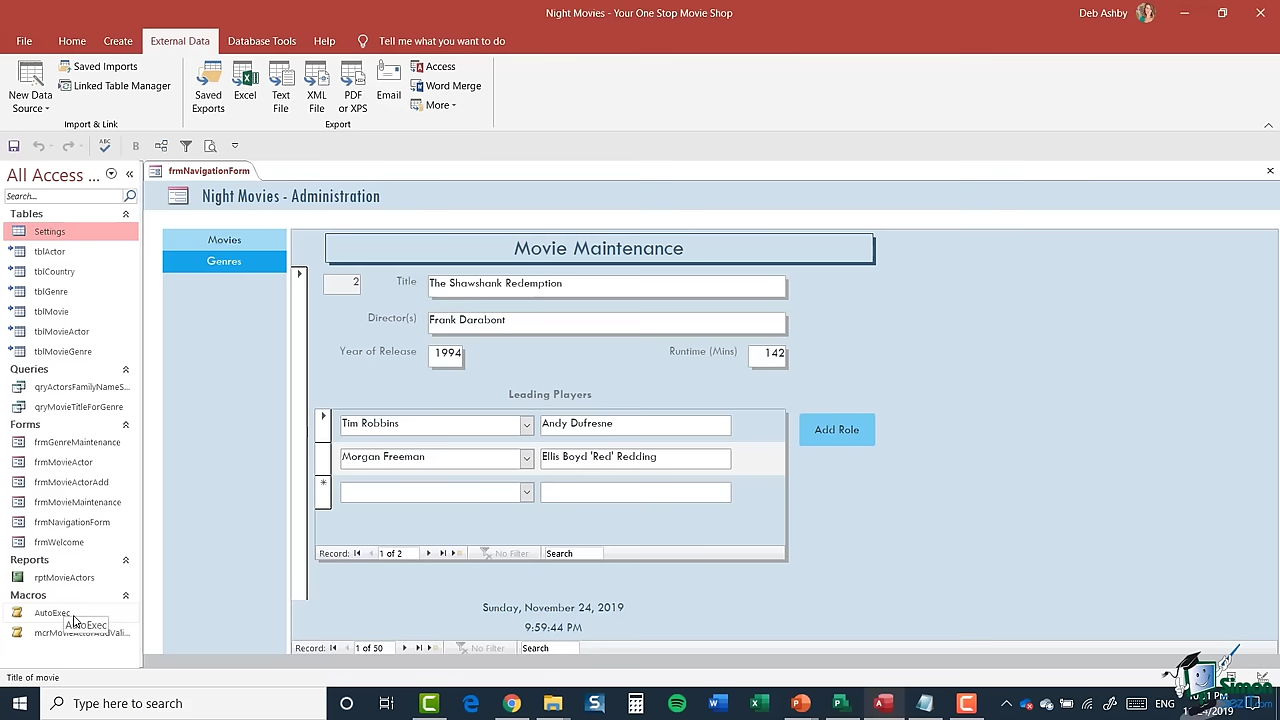 Night Movies - Your One Stop Movie Shop
Deb Ashby
File Home Create External Data Database Tools Help Tell me what you want to do
New Data Source
Saved Imports
Linked Table Manager
Import & Link
Saved Exports
Excel
Text File
XML File
PDF or XPS
Email
Access
Word Merge
More
Export
ABC
B
All Access ...
Search...
Tables
Settings
tblActor
tblCountry
tblGenre
tblMovie
tblMovieActor
tblMovieGenre
Queries
qryActorsFamilyNameS...
qryMovieTitleForGenre
Forms
frmGenreMaintenance
frmMovieActor
frmMovieActorAdd
frmMovieMaintenance
frmNavigationForm
frmWelcome
Reports
rptMovieActors
Macros
AutoExec
AutoExec
mcrMovieActorAddVali...
frmNavigationForm
Night Movies - Administration
Movies
Genres
Movie Maintenance
2 Title The Shawshank Redemption
Director(s) Frank Darabont
Year of Release 1994 Runtime (Mins) 142
Leading Players
Tim Robbins Andy Dufresne
Add Role
Morgan Freeman Ellis Boyd 'Red' Redding
Record: 1 of 2 No Filter Search
Sunday, November 24, 2019
9:59:44 PM
Record: 1 of 50 No Filter Search
Title of movie
Type here to search